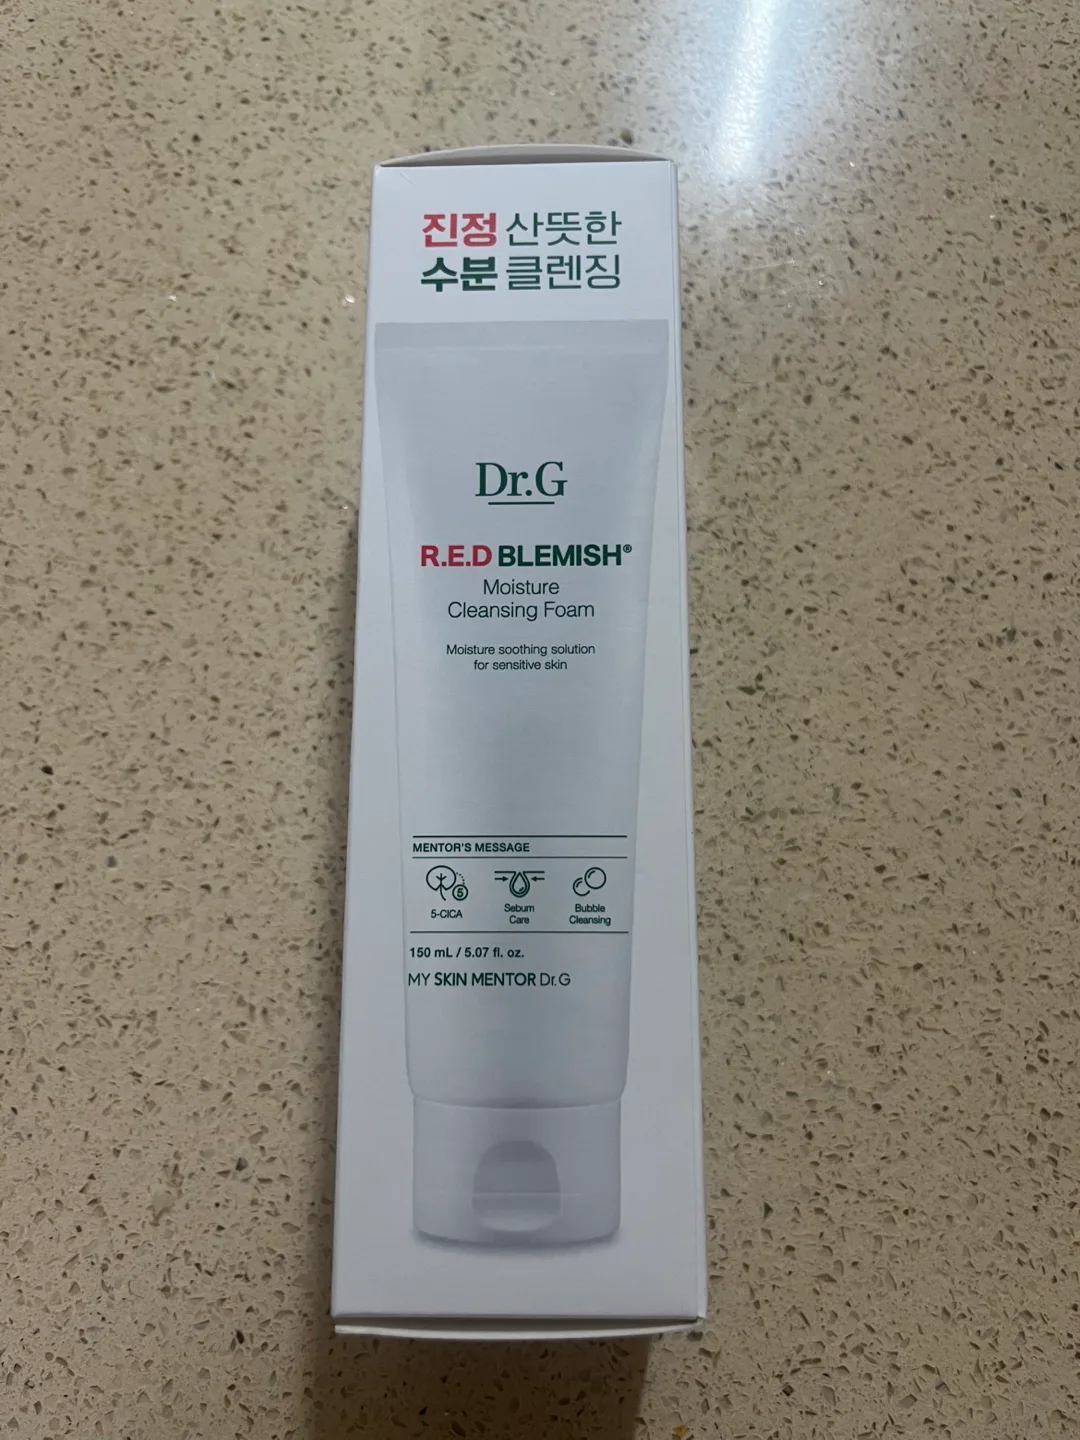 진정 산뜻한
수분 클렌징
Dr.G
R.E.D BLEMISH®
Moisture
Cleansing Foam
Moisture soothing solution
for sensitive skin
MENTOR'S MESSAGE
5
5-CICA
Sebum
Care
Bubble
Cleansing
150 mL / 5.07 fl. oz.
MY SKIN MENTOR Dr.G